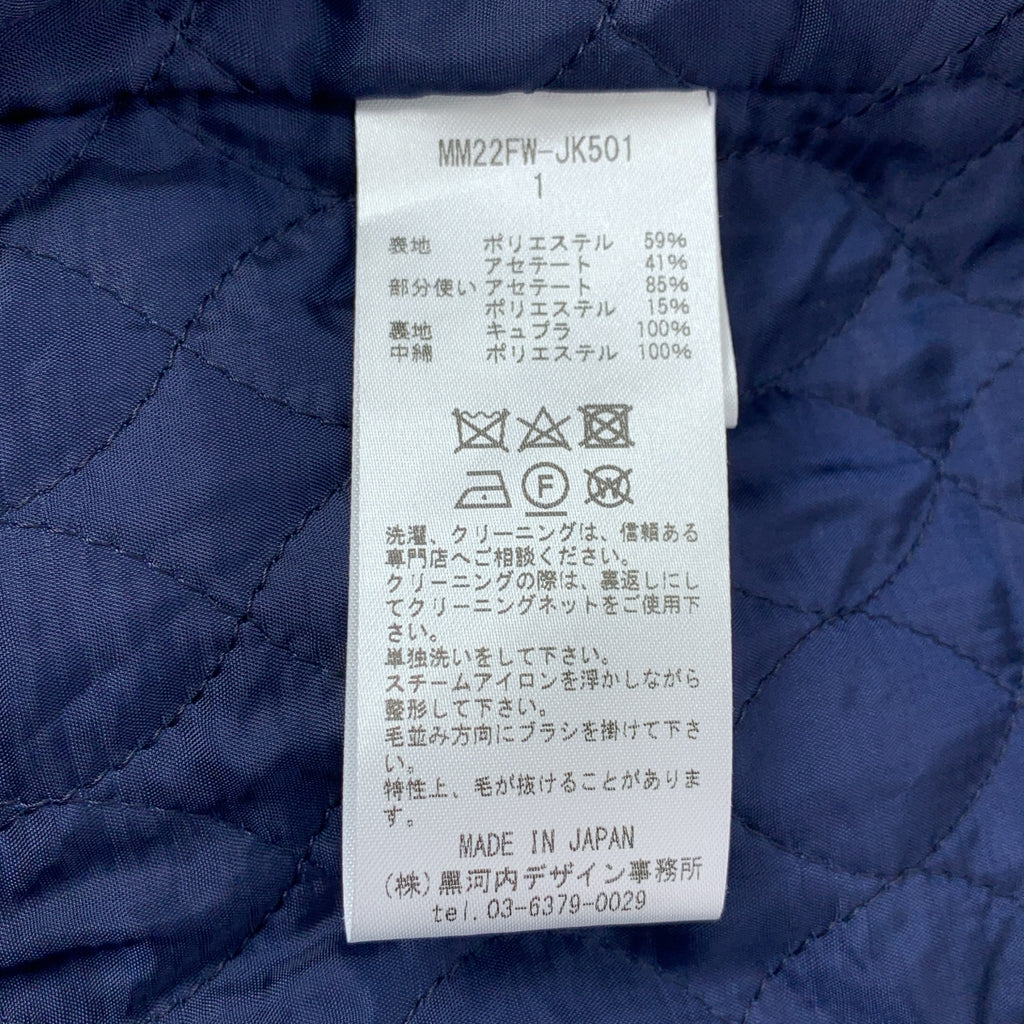 MM22FW-JK501
1
表地 ポリエステル 59%
アセテート 41%
部分使い アセテート 85%
ポリエステル 15%
裏地 キュプラ 100%
中綿 ポリエステル 100%
F W
洗濯、クリーニングは、信頼ある
専門店へご相談ください。
クリーニングの際は、裏返しにし
てクリーニングネットをご使用下
さい。
単独洗いをして下さい。
スチームアイロンを浮かしながら
整形して下さい。
毛並み方向にブラシを掛けて下さ
い。
特性上、毛が抜けることがありま
す。
MADE IN JAPAN
(株)黒河内デザイン事務所
tel.03-6379-0029